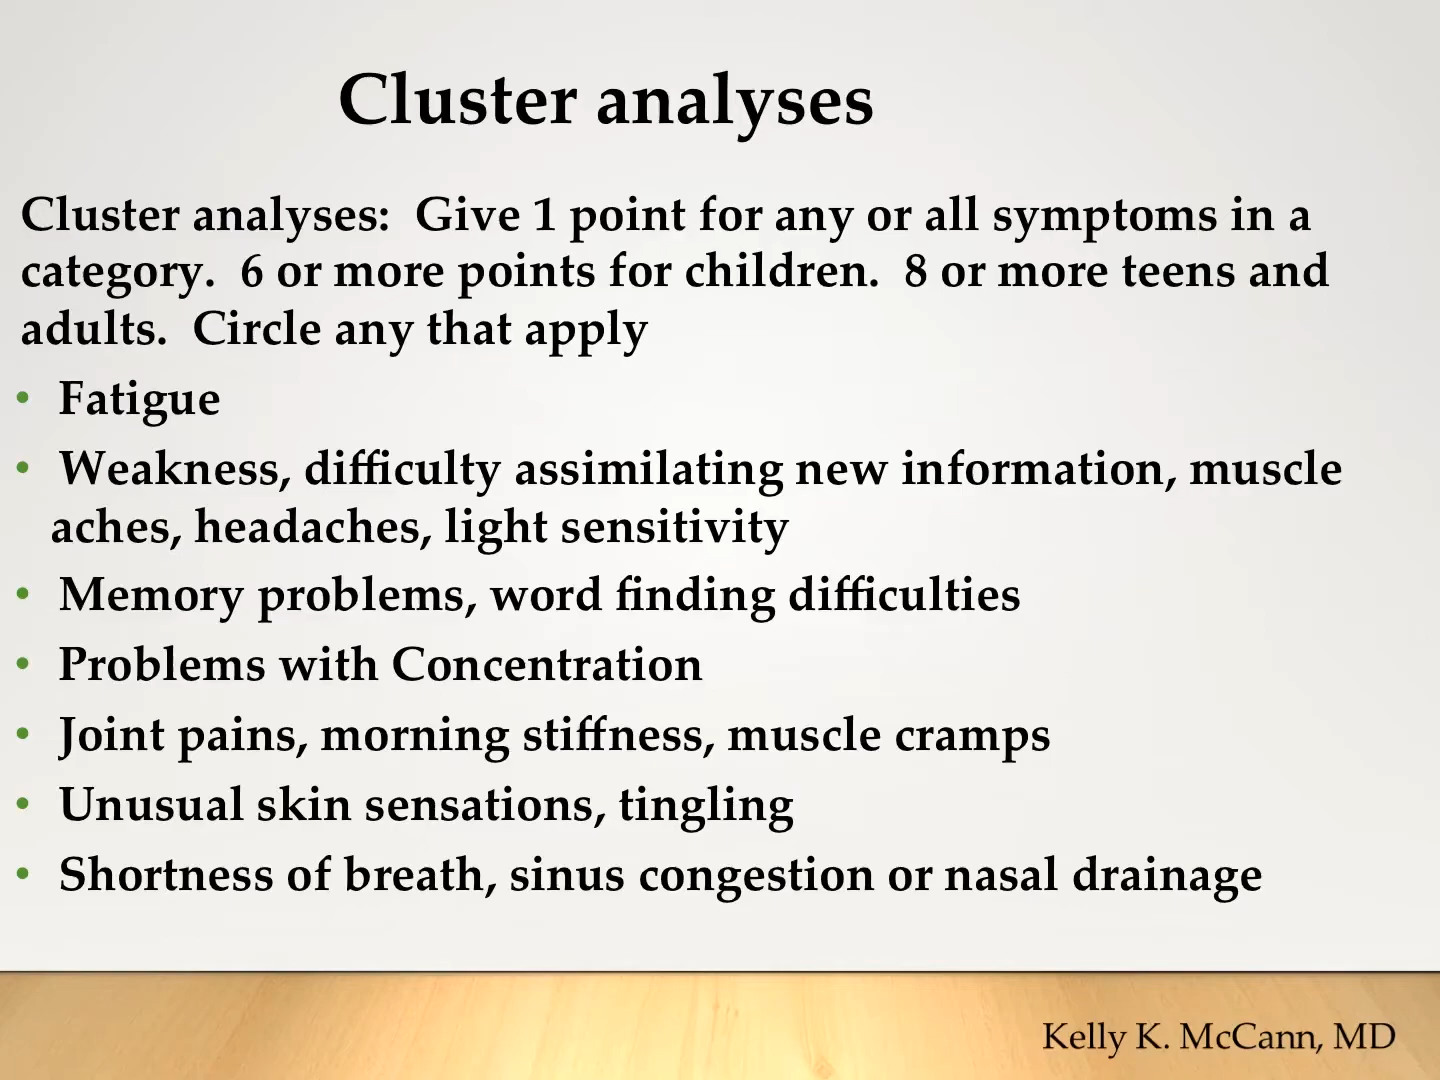 Cluster analyses
Cluster analyses:  Give 1 point for any or all symptoms in a
category.  6 or more points for children.  8 or more teens and
adults.  Circle any that apply
• Fatigue
• Weakness, difficulty assimilating new information, muscle
aches, headaches, light sensitivity
• Memory problems, word finding difficulties
• Problems with Concentration
• Joint pains, morning stiffness, muscle cramps
• Unusual skin sensations, tingling
• Shortness of breath, sinus congestion or nasal drainage
Kelly K. McCann, MD